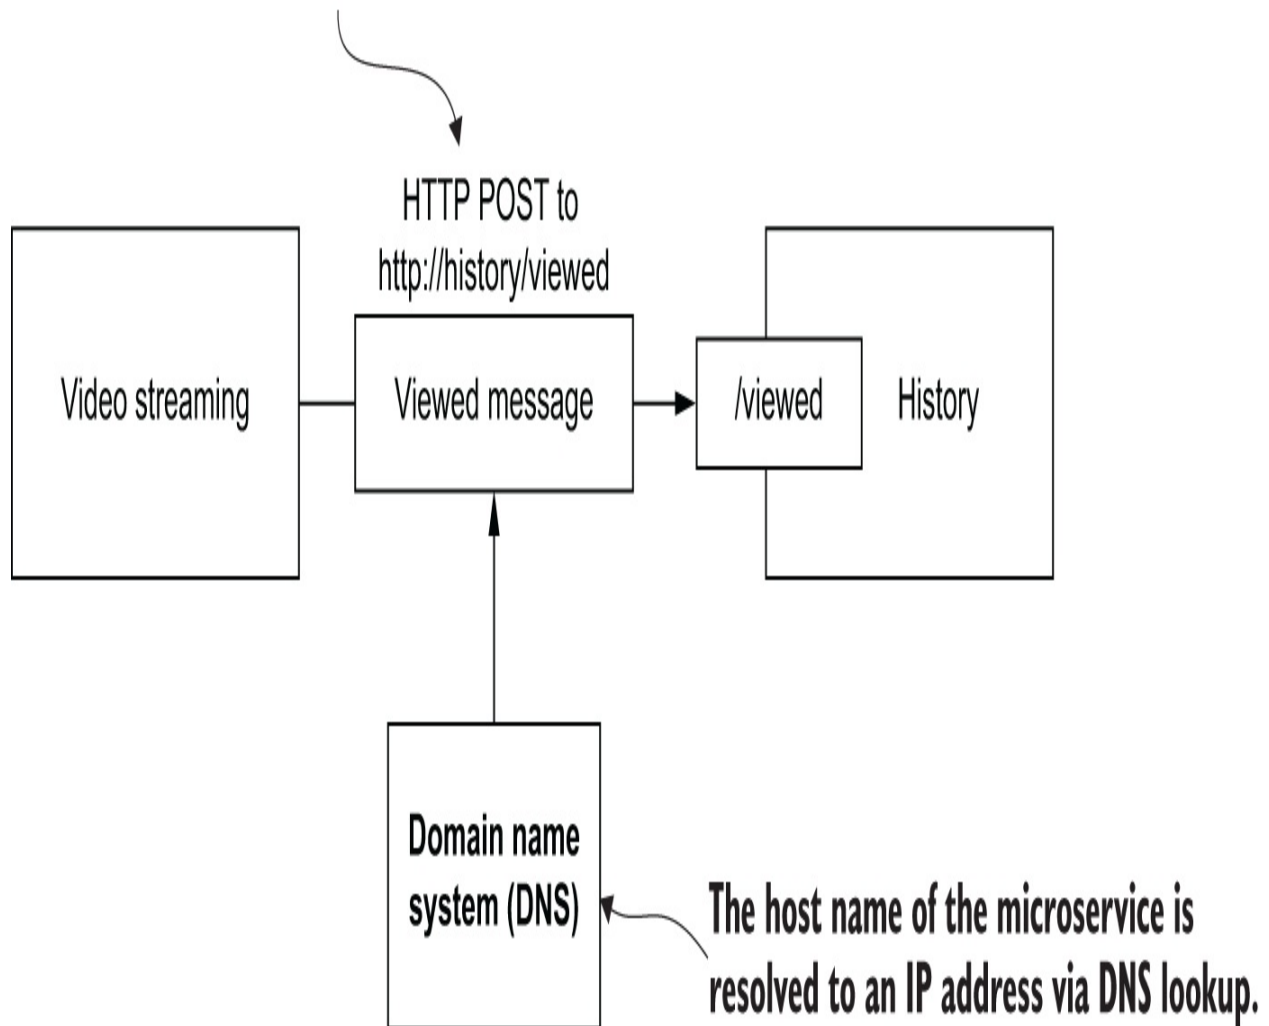 HTTP POST to
http://history/viewed
Video streaming
Viewed message
/viewed
History
Domain name
system (DNS)
The host name of the microservice is
resolved to an IP address via DNS lookup.